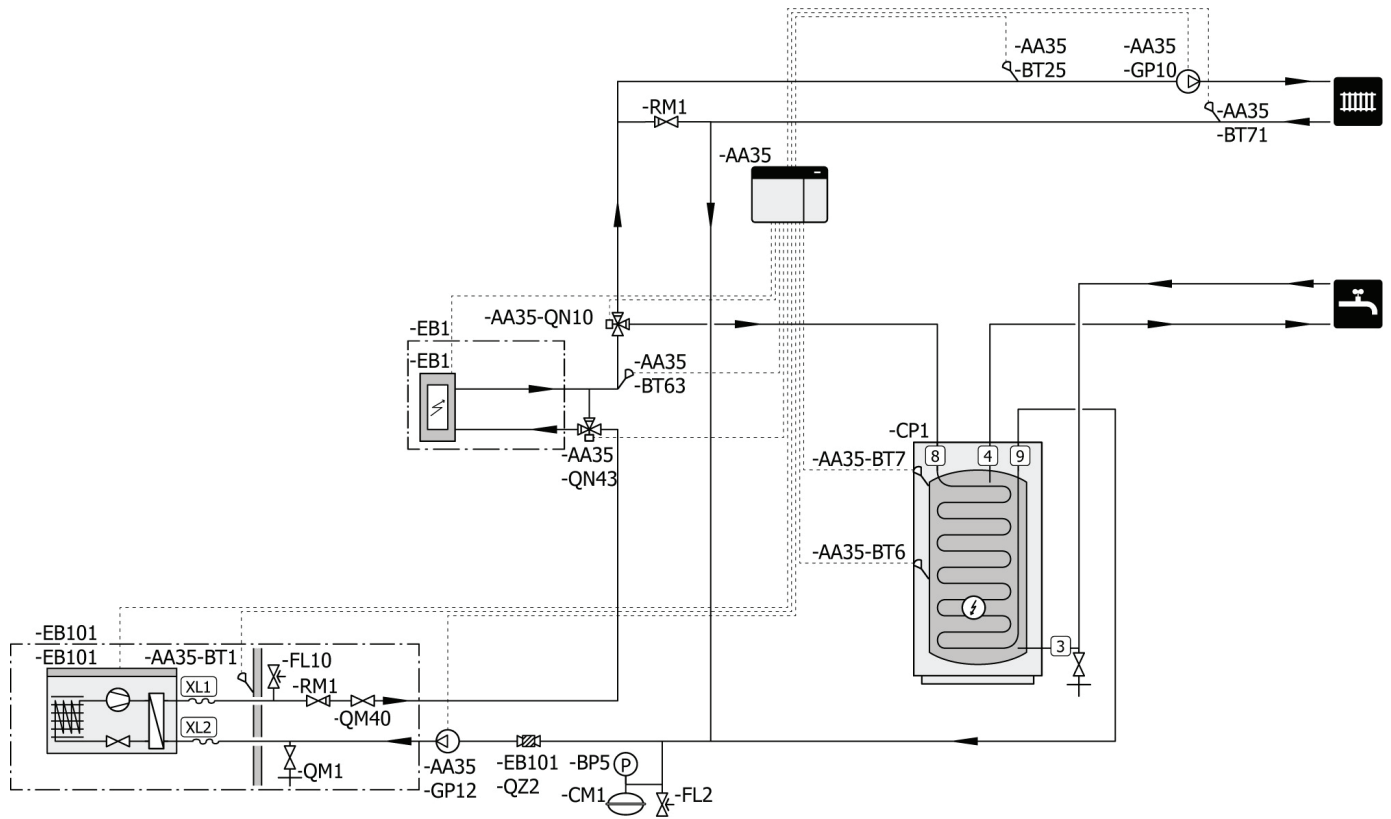 -AA35
-BT25
-AA35
-GP10
-RM1
-AA35
-BT71
-AA35
-AA35-QN10
-EB1
-EB1
-AA35
-BT63
-AA35
-QN43
-CP1
8
4
9
-AA35-BT7
-AA35-BT6
3
-EB101
-EB101
-AA35-BT1
-FL10
XL1
-RM1
-QM40
XL2
-QM1
-AA35
-GP12
-EB101
-QZ2
-BP5
P
-CM1
-FL2